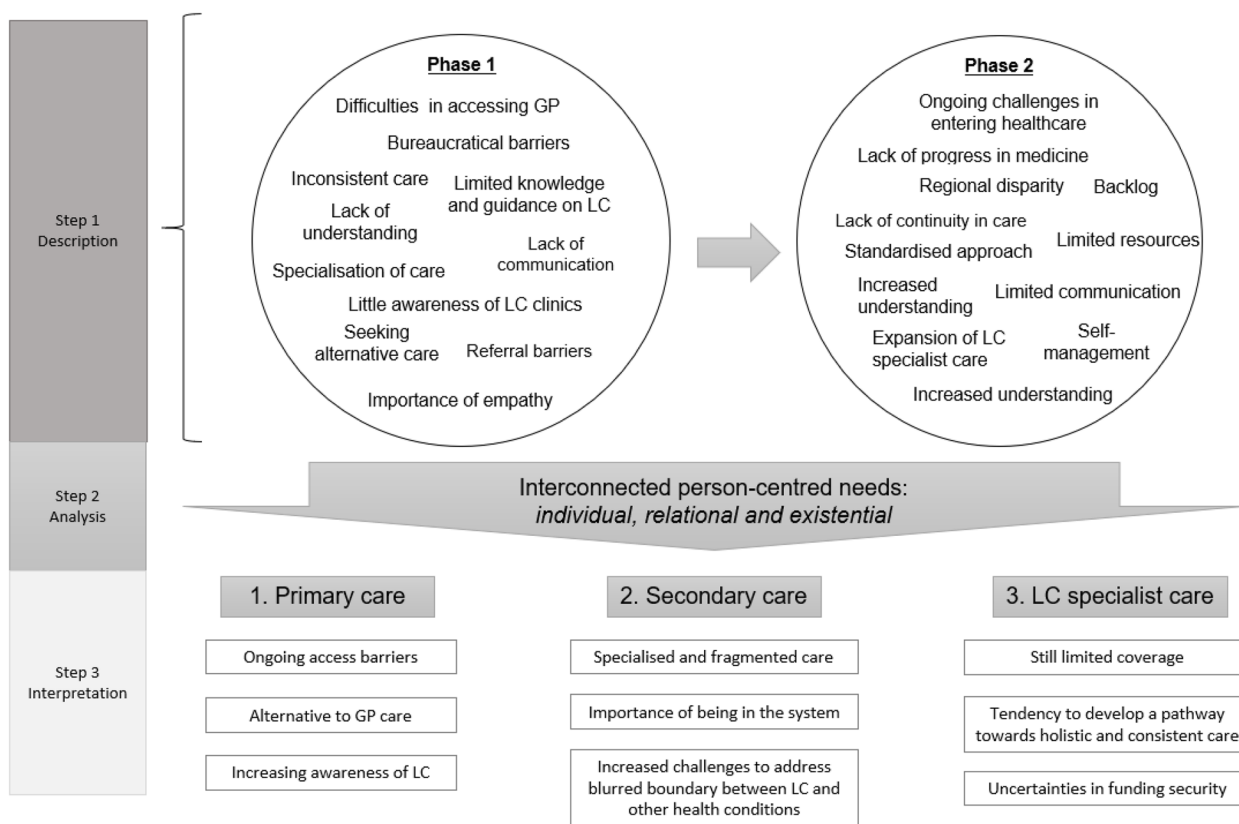 Step 1
Description
Phase 1
Difficulties in accessing GP
Bureaucratical barriers
Inconsistent care
Limited knowledge
and guidance on LC
Lack of
understanding
Lack of
communication
Specialisation of care
Little awareness of LC clinics
Seeking
alternative care
Referral barriers
Importance of empathy
Phase 2
Ongoing challenges in
entering healthcare
Lack of progress in medicine
Regional disparity
Backlog
Lack of continuity in care
Limited resources
Standardised approach
Increased
understanding
Limited communication
Expansion of LC
specialist care
Self-
management
Increased understanding
Step 2
Analysis
Interconnected person-centred needs:
individual, relational and existential
Step 3
Interpretation
1. Primary care
Ongoing access barriers
Alternative to GP care
Increasing awareness of LC
2. Secondary care
Specialised and fragmented care
Importance of being in the system
Increased challenges to address
blurred boundary between LC and
other health conditions
3. LC specialist care
Still limited coverage
Tendency to develop a pathway
towards holistic and consistent care
Uncertainties in funding security